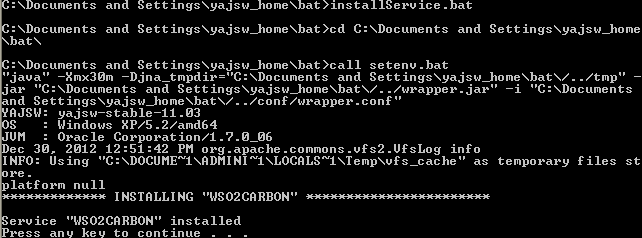 C:\Documents and Settings\yajsw_home\bat>installService.bat
C:\Documents and Settings\yajsw_home\bat>cd C:\Documents and Settings\yajsw_home
\bat\
C:\Documents and Settings\yajsw_home\bat>call setenv.bat
"java" -Xmx30m -Djna_tmpdir="C:\Documents and Settings\yajsw_home\bat\/../tmp" -
jar "C:\Documents and Settings\yajsw_home\bat\/../wrapper.jar" -i "C:\Documents
and Settings\yajsw_home\bat\/../conf/wrapper.conf"
YAJSW: yajsw-stable-11.03
OS   : Windows XP/5.2/amd64
JVM  : Oracle Corporation/1.7.0_06
Dec 30, 2012 12:51:42 PM org.apache.commons.vfs2.VfsLog info
INFO: Using "C:\DOCUME~1\ADMINI~1\LOCALS~1\Temp\vfs_cache" as temporary files st
ore.
platform null
************* INSTALLING "WSO2CARBON" ***********************
Service "WSO2CARBON" installed
Press any key to continue . . .